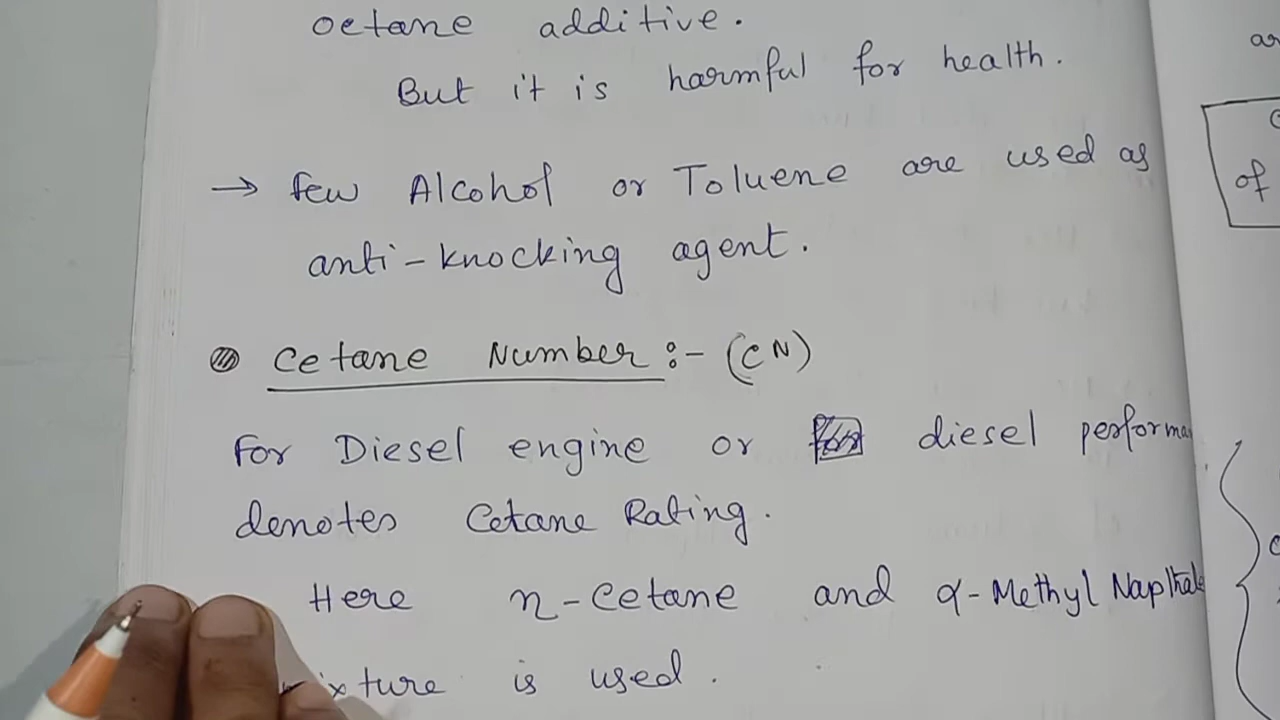 octane additive.
But it is harmful for health.
→ few Alcohol or Toluene are used as
anti-knocking agent.
Cetane Number :- (CN)
For Diesel engine or diesel performa
denotes Cetane Rating.
Here n-Cetane and α-Methyl Napthale
ixture is used.
ar
of